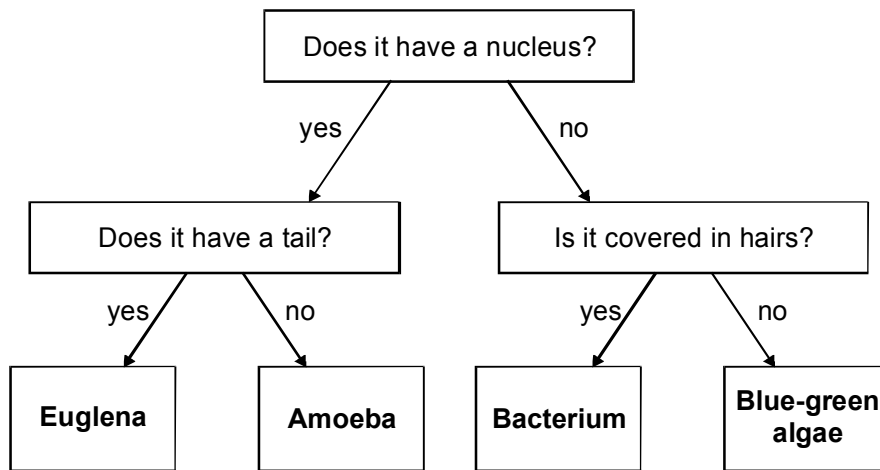 Does it have a nucleus?
yes
no
Does it have a tail?
Is it covered in hairs?
yes
no
yes
no
Euglena
Amoeba
Bacterium
Blue-green
algae